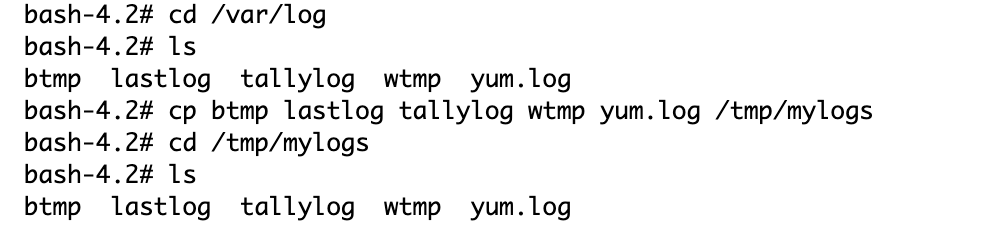 bash-4.2# cd /var/log
bash-4.2# ls
btmp  lastlog  tallylog  wtmp  yum.log
bash-4.2# cp btmp lastlog tallylog wtmp yum.log /tmp/mylogs
bash-4.2# cd /tmp/mylogs
bash-4.2# ls
btmp  lastlog  tallylog  wtmp  yum.log